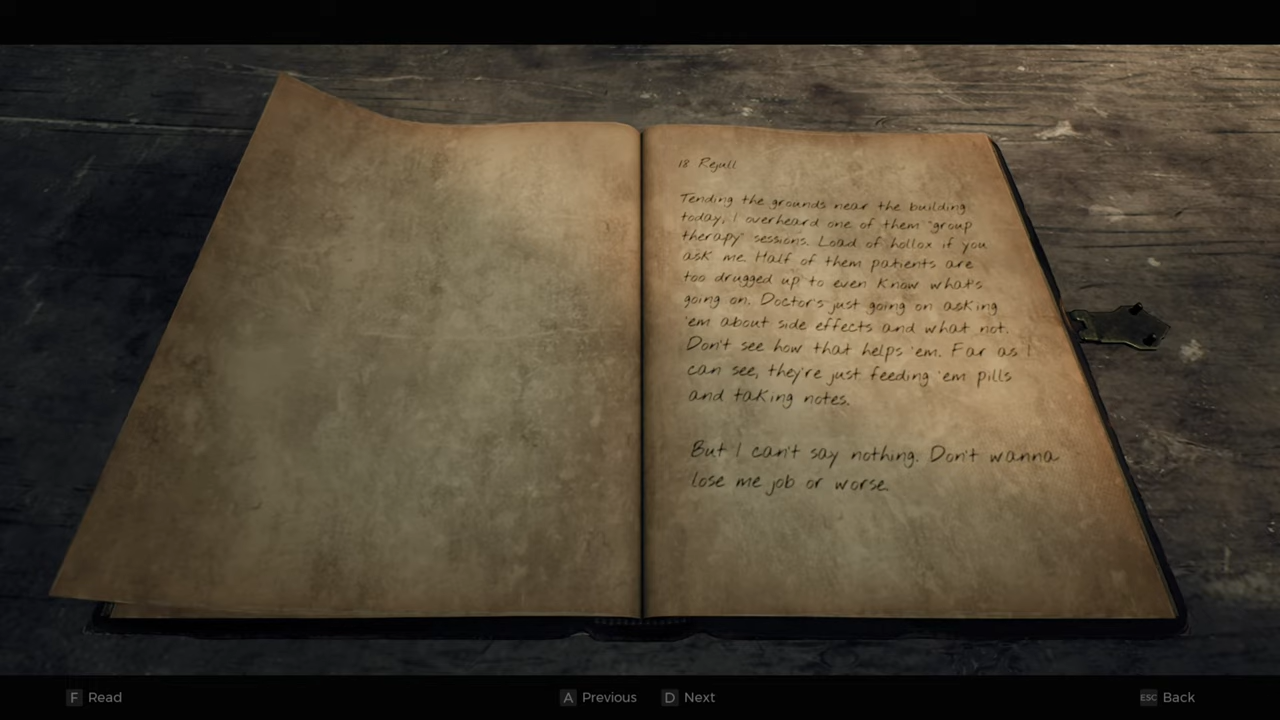 18 Rejull
Tending the grounds near the building
today, I overheard one of them 'group
therapy' sessions. Load of hollox if you
ask me. Half of them patients are
too drugged up to even know what's
going on. Doctor's just going on asking
'em about side effects and what not.
Don't see how that helps 'em. Far as I
can see, they're just feeding 'em pills
and taking notes.
But I can't say nothing. Don't wanna
lose me job or worse.
F Read
A Previous
D Next
ESC Back